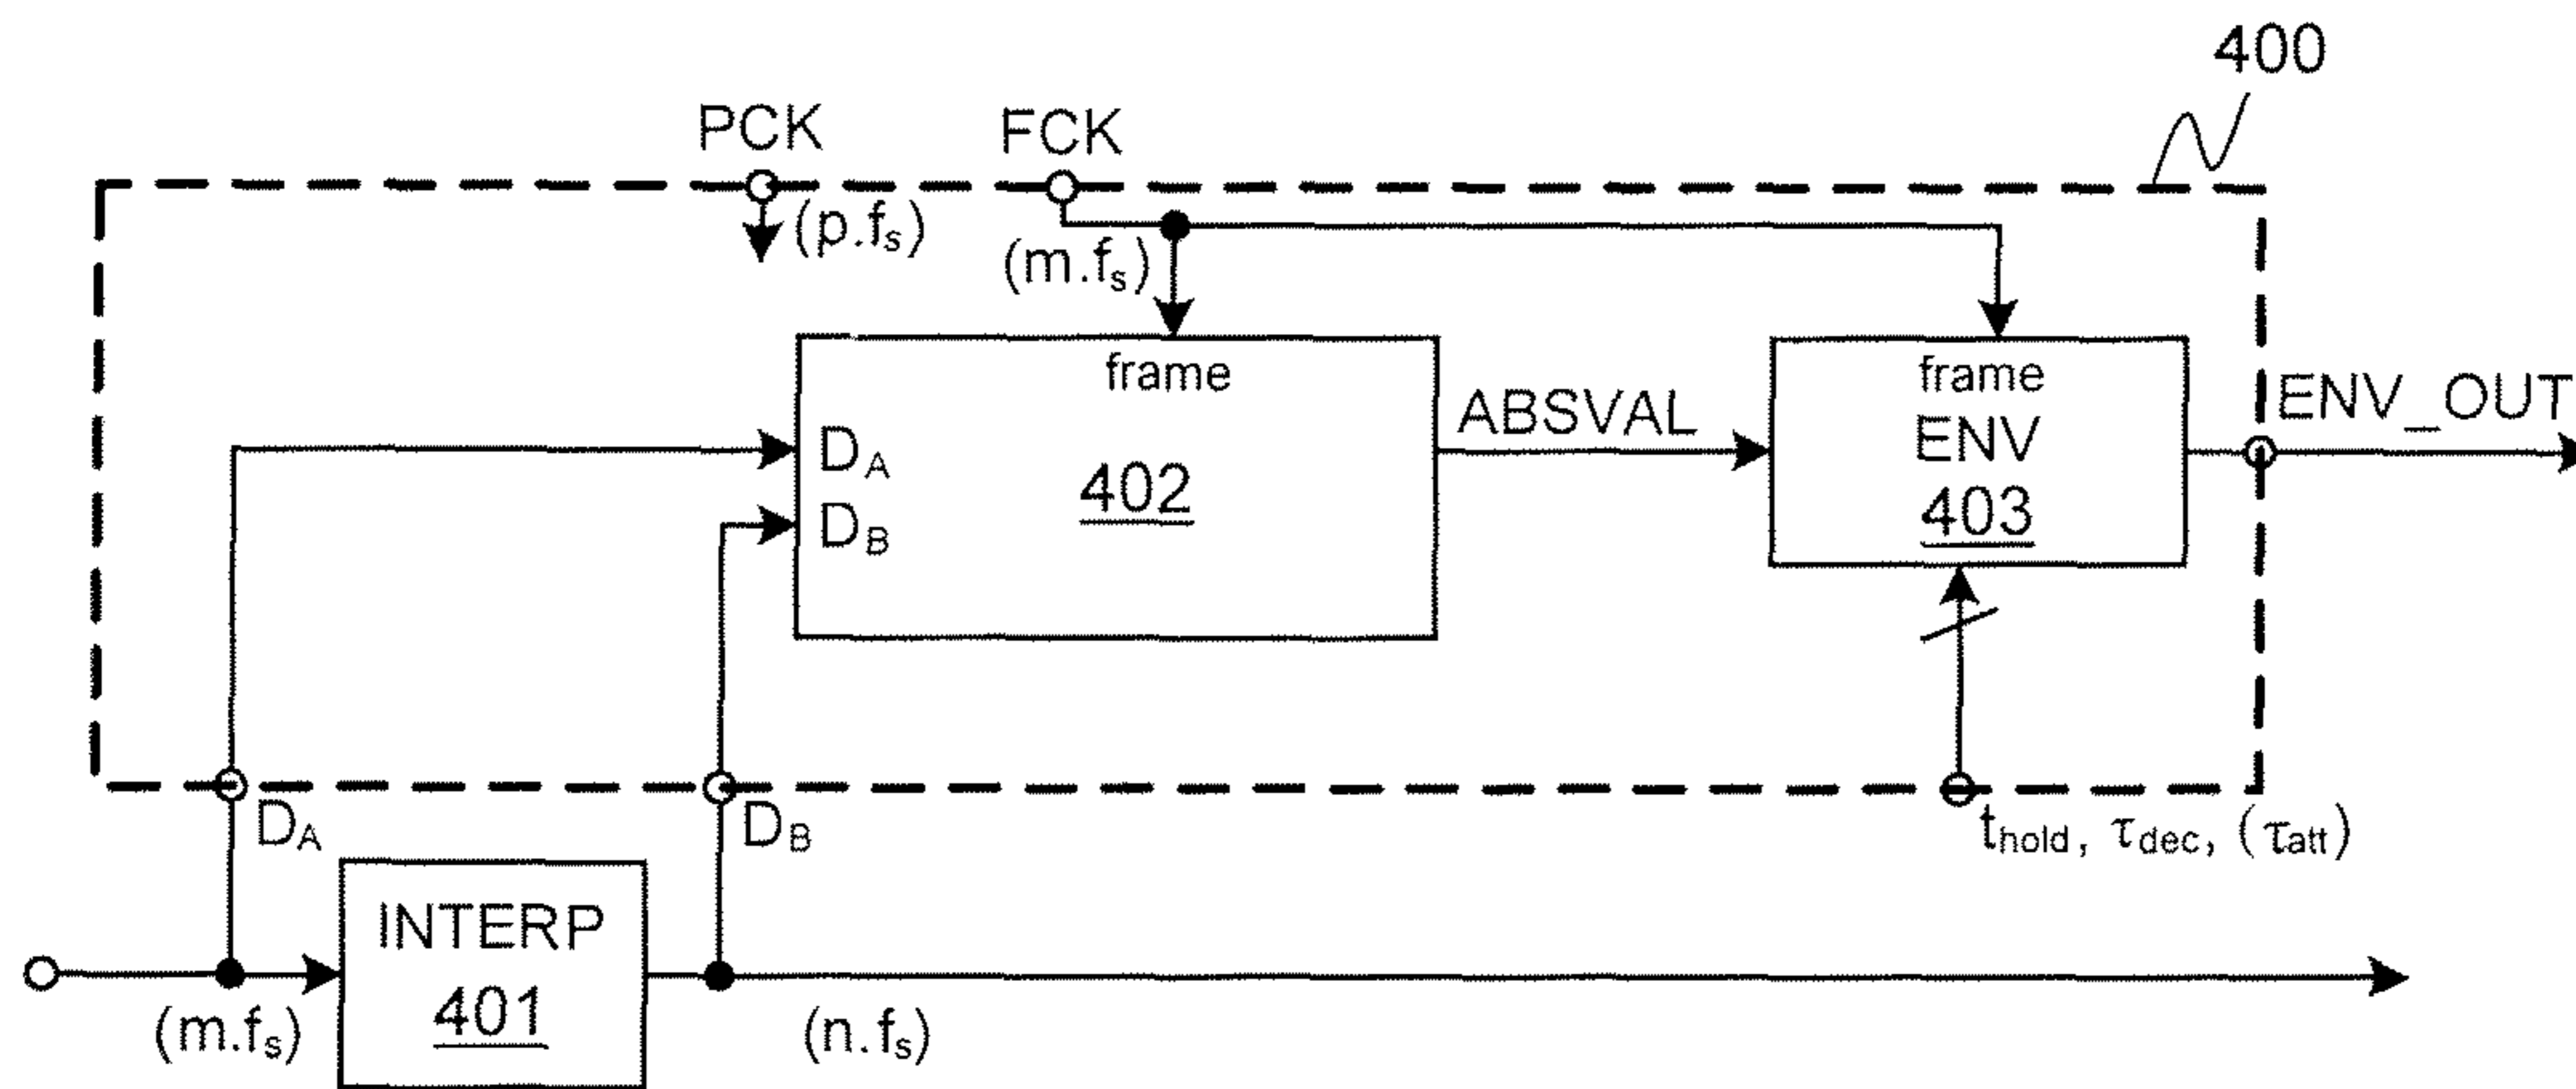 400
PCK
FCK
(p.fs)
(m.fs)
frame
DA
DB
402
ABSVAL
frame
ENV
403
ENV_OUT
DA
DB
thold, τdec, (τatt)
INTERP
401
(m.fs)
(n.fs)